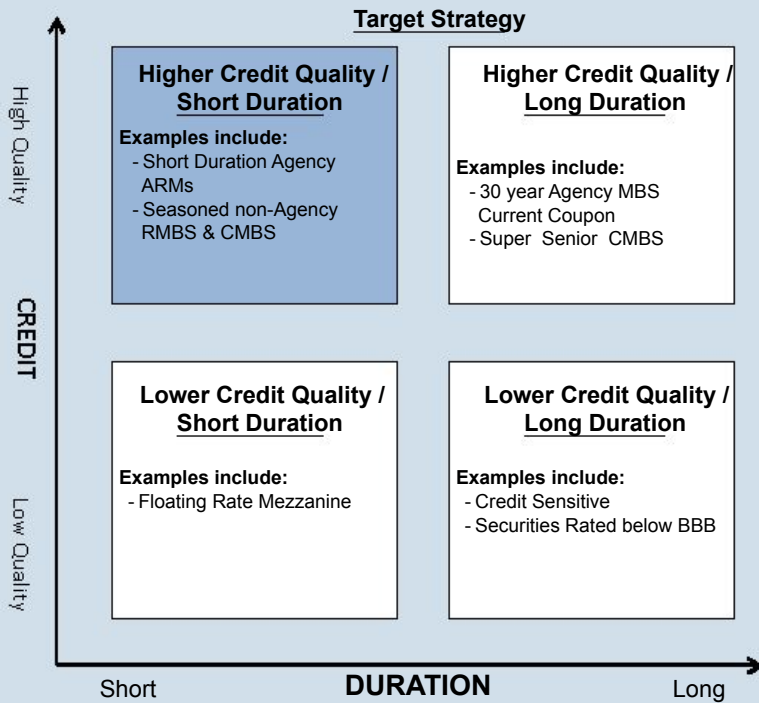 Target Strategy
High Quality
CREDIT
Low Quality
Higher Credit Quality /
Short Duration
Examples include:
- Short Duration Agency
ARMs
- Seasoned non-Agency
RMBS & CMBS
Higher Credit Quality /
Long Duration
Examples include:
- 30 year Agency MBS
Current Coupon
- Super Senior CMBS
Lower Credit Quality /
Short Duration
Examples include:
- Floating Rate Mezzanine
Lower Credit Quality /
Long Duration
Examples include:
- Credit Sensitive
- Securities Rated below BBB
Short
DURATION
Long